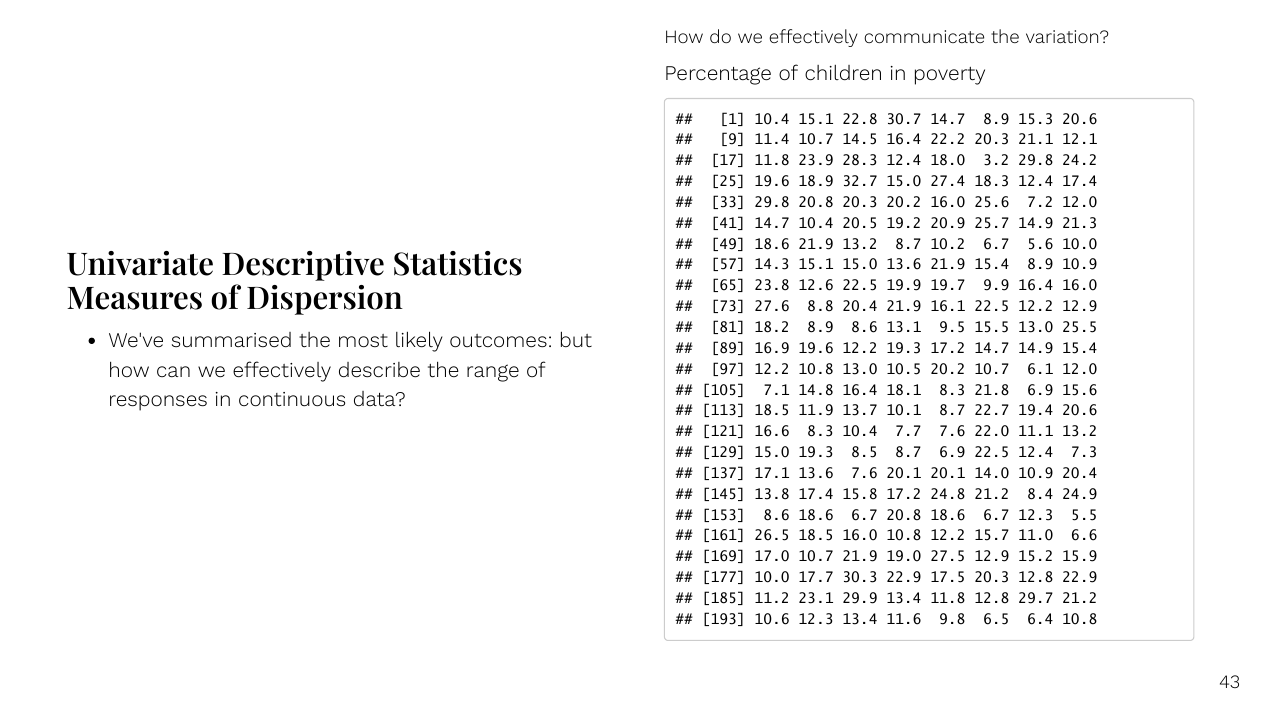 Univariate Descriptive Statistics
Measures of Dispersion
• We've summarised the most likely outcomes: but
how can we effectively describe the range of
responses in continuous data?
How do we effectively communicate the variation?
Percentage of children in poverty
##   [1] 10.4 15.1 22.8 30.7 14.7  8.9 15.3 20.6
##   [9] 11.4 10.7 14.5 16.4 22.2 20.3 21.1 12.1
##  [17] 11.8 23.9 28.3 12.4 18.0  3.2 29.8 24.2
##  [25] 19.6 18.9 32.7 15.0 27.4 18.3 12.4 17.4
##  [33] 29.8 20.8 20.3 20.2 16.0 25.6  7.2 12.0
##  [41] 14.7 10.4 20.5 19.2 20.9 25.7 14.9 21.3
##  [49] 18.6 21.9 13.2  8.7 10.2  6.7  5.6 10.0
##  [57] 14.3 15.1 15.0 13.6 21.9 15.4  8.9 10.9
##  [65] 23.8 12.6 22.5 19.9 19.7  9.9 16.4 16.0
##  [73] 27.6  8.8 20.4 21.9 16.1 22.5 12.2 12.9
##  [81] 18.2  8.9  8.6 13.1  9.5 15.5 13.0 25.5
##  [89] 16.9 19.6 12.2 19.3 17.2 14.7 14.9 15.4
##  [97] 12.2 10.8 13.0 10.5 20.2 10.7  6.1 12.0
## [105]  7.1 14.8 16.4 18.1  8.3 21.8  6.9 15.6
## [113] 18.5 11.9 13.7 10.1  8.7 22.7 19.4 20.6
## [121] 16.6  8.3 10.4  7.7  7.6 22.0 11.1 13.2
## [129] 15.0 19.3  8.5  8.7  6.9 22.5 12.4  7.3
## [137] 17.1 13.6  7.6 20.1 20.1 14.0 10.9 20.4
## [145] 13.8 17.4 15.8 17.2 24.8 21.2  8.4 24.9
## [153]  8.6 18.6  6.7 20.8 18.6  6.7 12.3  5.5
## [161] 26.5 18.5 16.0 10.8 12.2 15.7 11.0  6.6
## [169] 17.0 10.7 21.9 19.0 27.5 12.9 15.2 15.9
## [177] 10.0 17.7 30.3 22.9 17.5 20.3 12.8 22.9
## [185] 11.2 23.1 29.9 13.4 11.8 12.8 29.7 21.2
## [193] 10.6 12.3 13.4 11.6  9.8  6.5  6.4 10.8
43